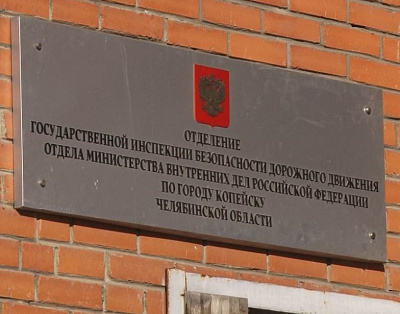 ОТДЕЛЕНИЕ
ГОСУДАРСТВЕННОЙ ИНСПЕКЦИИ БЕЗОПАСНОСТИ ДОРОЖНОГО ДВИЖЕНИЯ
ОТДЕЛА МИНИСТЕРСТВА ВНУТРЕННИХ ДЕЛ РОССИЙСКОЙ ФЕДЕРАЦИИ
ПО ГОРОДУ КОПЕЙСКУ
ЧЕЛЯБИНСКОЙ ОБЛАСТИ